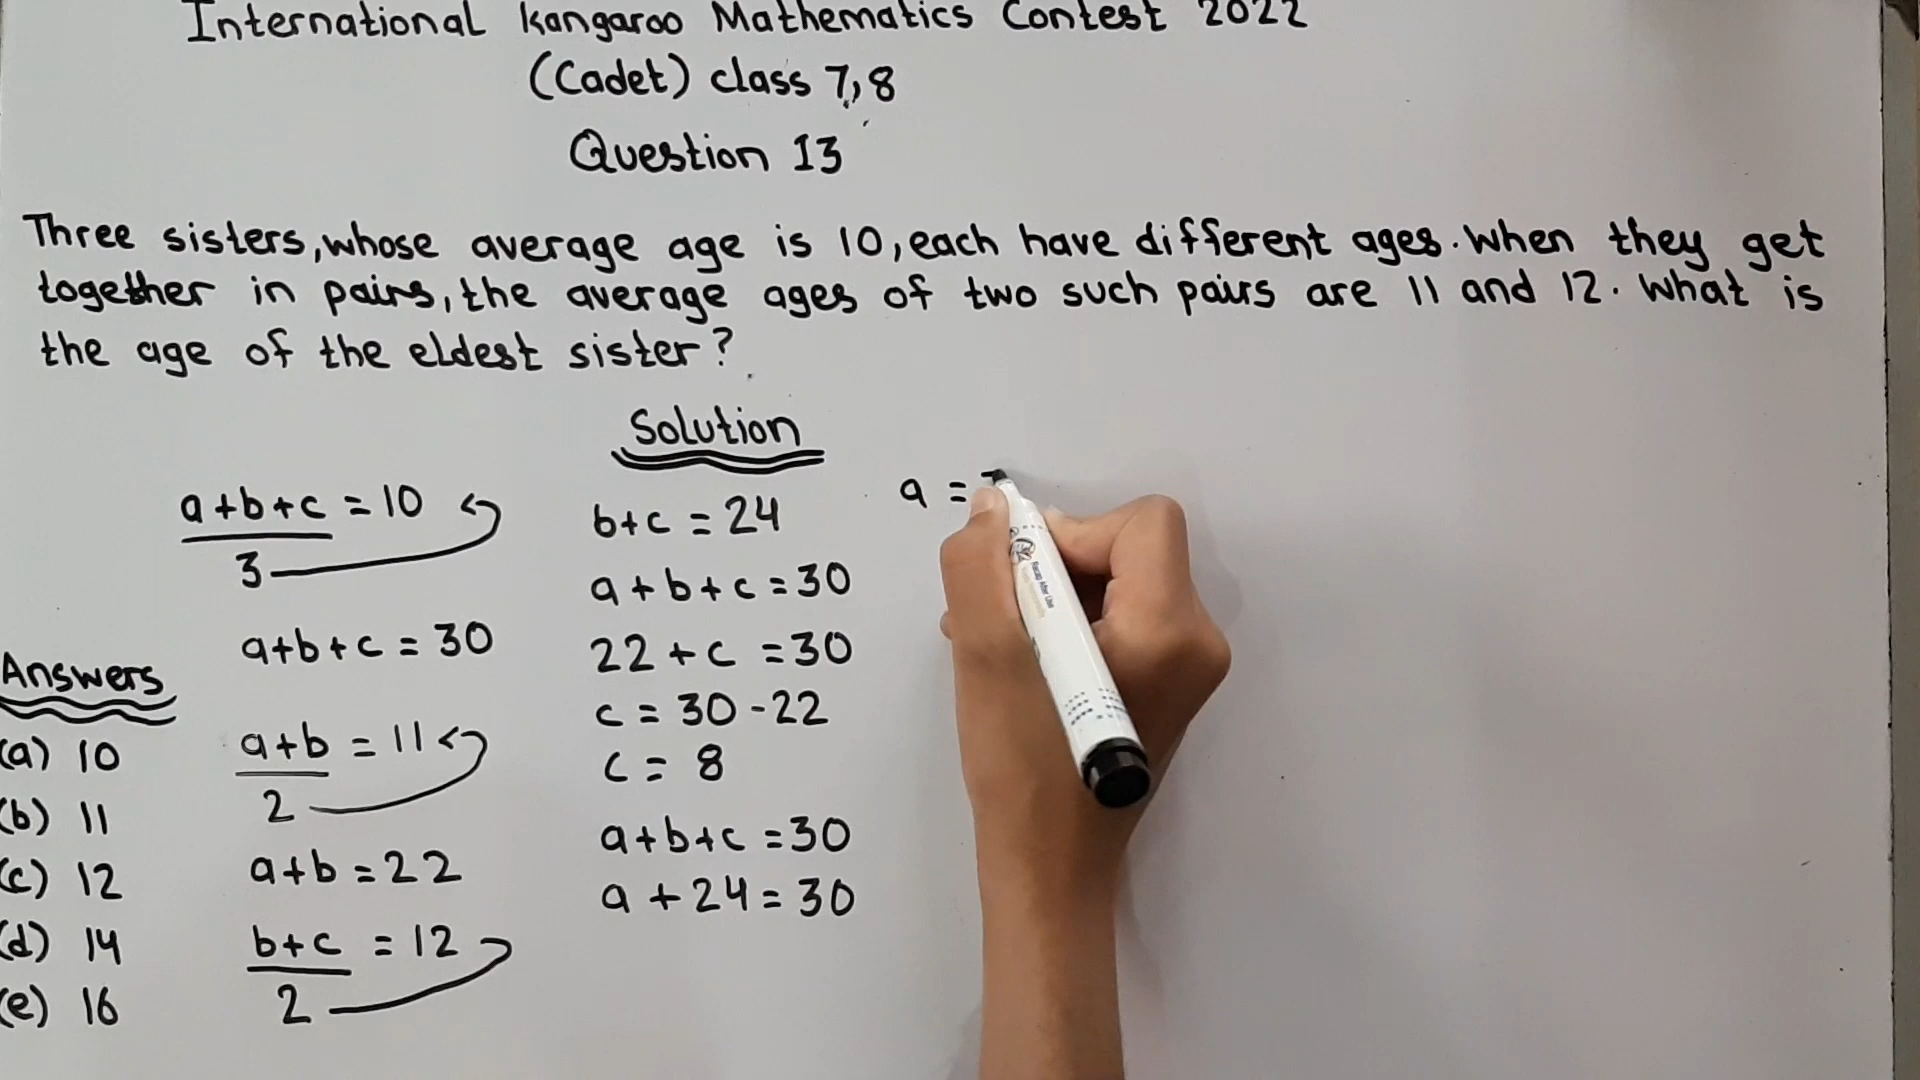 International Kangaroo Mathematics Contest 2022
(Cadet) class 7,8
Question 13
Three sisters, whose average age is 10, each have different ages. When they get
together in pairs, the average ages of two such pairs are 11 and 12. What is
the age of the eldest sister?
Solution
a+b+c = 10
3
a+b+c = 30
a+b = 11
2
a+b = 22
b+c = 12
2
b+c = 24
a+b+c = 30
22+c = 30
c = 30-22
c = 8
a+b+c = 30
a+24 = 30
a =
Answers
(a) 10
(b) 11
(c) 12
(d) 14
(e) 16